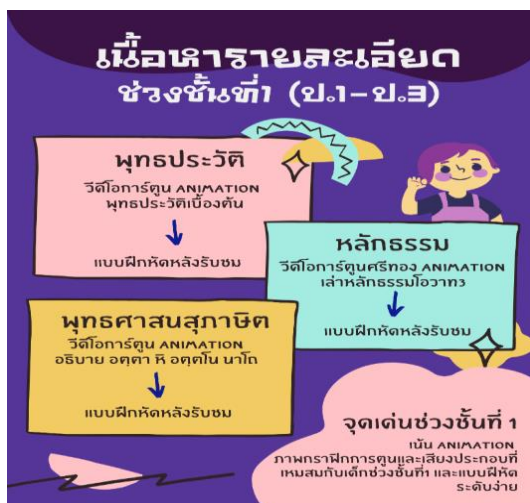 เนื้อหารายละเอียด
ช่วงชั้นที่1 (ป.1-ป.3)
พุทธประวัติ
วีดีโอการ์ตูน ANIMATION
พุทธประวัติเบื้องต้น
แบบฝึกหัดหลังรับชม
หลักธรรม
วีดีโอการ์ตูนศรีทอง ANIMATION
เล่าหลักธรรมโอวาท3
แบบฝึกหัดหลังรับชม
พุทธศาสนสุภาษิต
วีดีโอการ์ตูน ANIMATION
อธิบาย อตฺตา หิ อตฺตโน นาโถ
แบบฝึกหัดหลังรับชม
จุดเด่นช่วงชั้นที่ 1
เน้น ANIMATION
ภาพกราฟิกการตูนและเสียงประกอบที่
เหมสมกับเด็กช่วงชั้นที่1 และแบบฝึหัด
ระดับง่าย